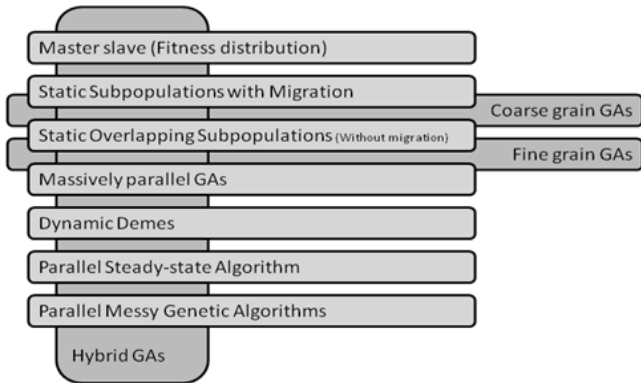 Master slave (Fitness distribution)
Static Subpopulations with Migration
Coarse grain GAs
Static Overlapping Subpopulations (Without migration)
Fine grain GAs
Massively parallel GAs
Dynamic Demes
Parallel Steady-state Algorithm
Parallel Messy Genetic Algorithms
Hybrid GAs